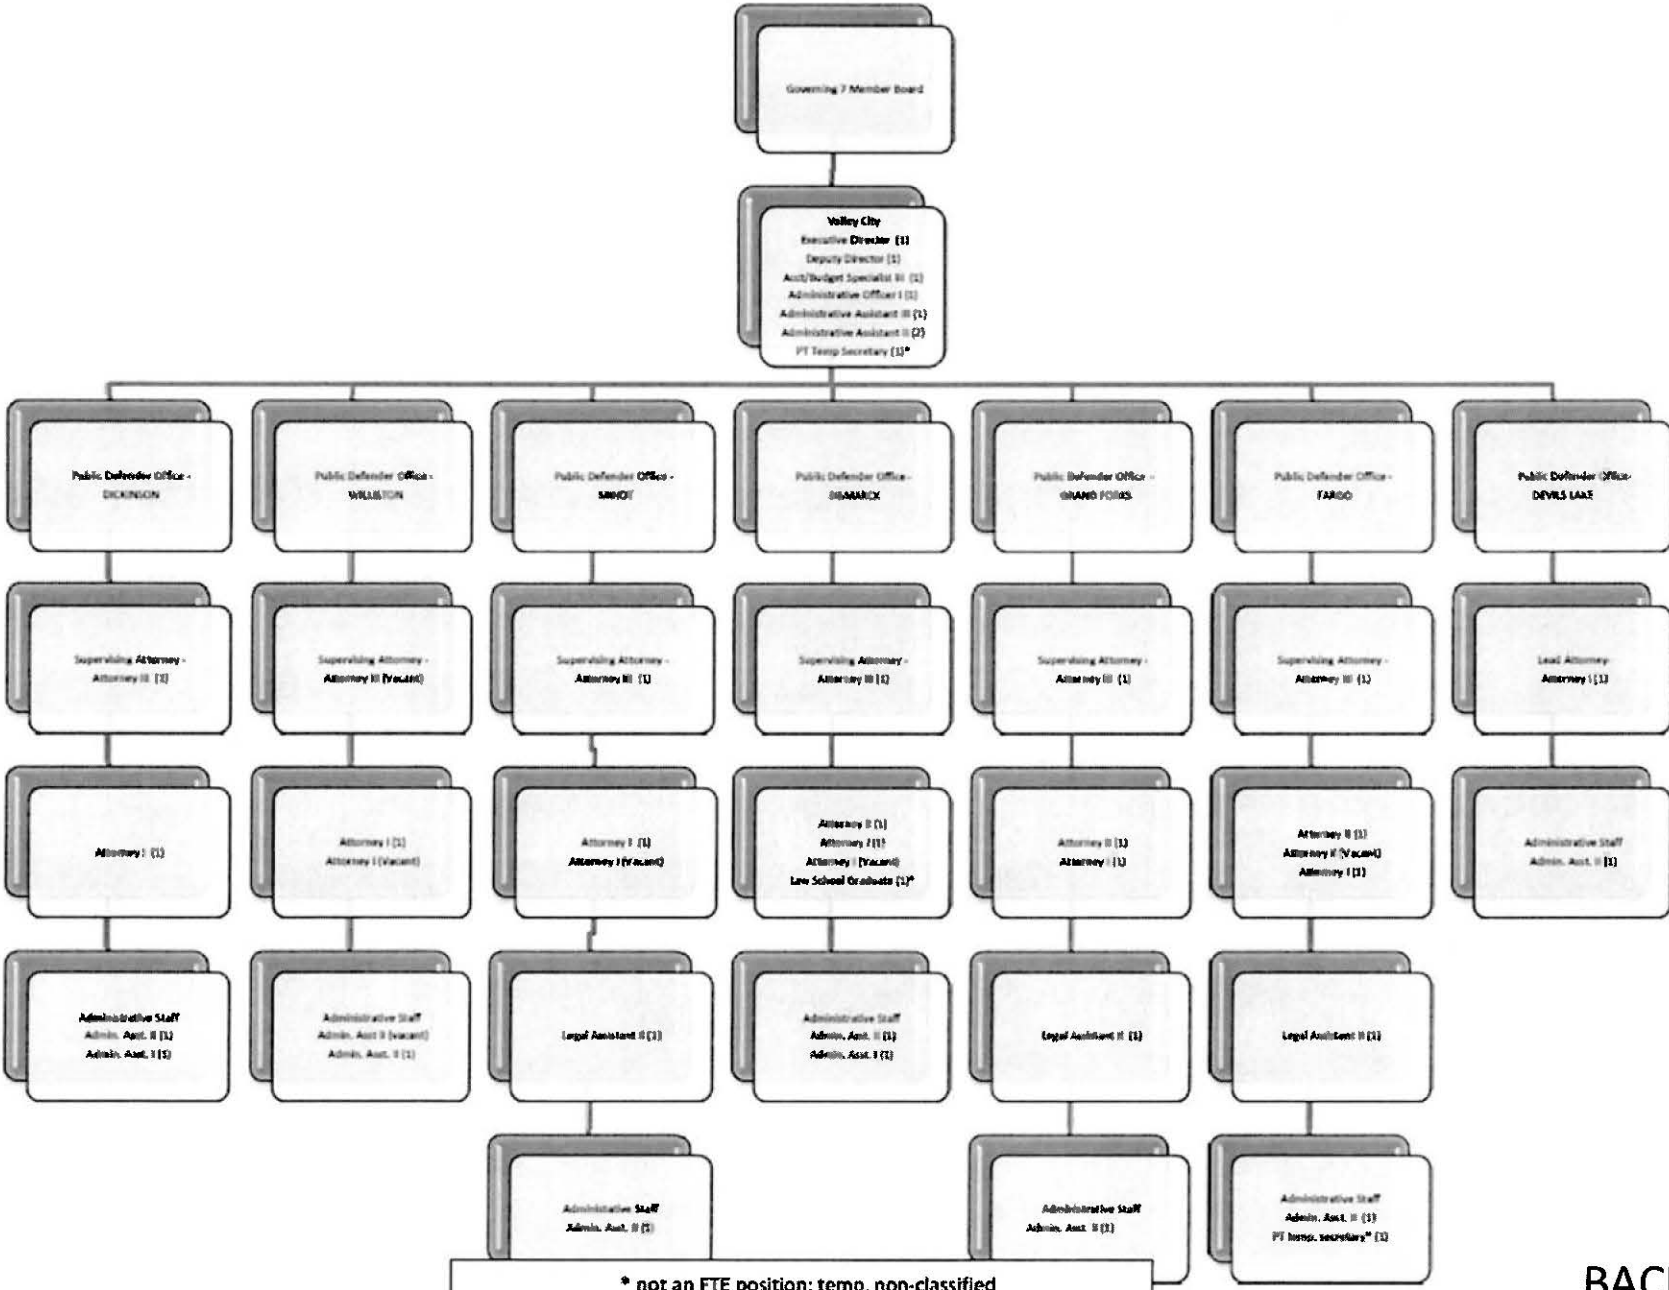 Governing 7 Member Board
Valley City
Executive Director (1)
Deputy Director (1)
Acct/Budget Specialist III (1)
Administrative Officer I (1)
Administrative Assistant III (1)
Administrative Assistant II (2)
PT Temp Secretary (1)*
Public Defender Office -
DICKINSON
Public Defender Office -
WILLISTON
Public Defender Office -
MINOT
Public Defender Office -
BISMARCK
Public Defender Office -
GRAND FORKS
Public Defender Office -
FARGO
Public Defender Office-
DEVILS LAKE
Supervising Attorney -
Attorney III (1)
Supervising Attorney -
Attorney III (Vacant)
Supervising Attorney -
Attorney III (1)
Supervising Attorney -
Attorney III (1)
Supervising Attorney -
Attorney III (1)
Supervising Attorney -
Attorney III (1)
Lead Attorney-
Attorney I (1)
Attorney I (1)
Attorney I (1)
Attorney I (Vacant)
Attorney I (1)
Attorney I (Vacant)
Attorney II (1)
Attorney I (1)
Attorney I (Vacant)
Law School Graduate (1)*
Attorney II (1)
Attorney I (1)
Attorney II (1)
Attorney II (Vacant)
Attorney I (1)
Administrative Staff
Admin. Asst. II (1)
Administrative Staff
Admin. Asst. II (1)
Admin. Asst. I (1)
Administrative Staff
Admin. Asst II (vacant)
Admin. Asst. II (1)
Legal Assistant II (1)
Administrative Staff
Admin. Asst. II (1)
Admin. Asst. I (1)
Legal Assistant II (1)
Legal Assistant II (1)
Administative Staff
Admin. Asst. II (1)
Administrative Staff
Admin. Asst. II (1)
Administrative Staff
Admin. Asst. II (1)
PT temp. secretary* (1)
* not an FTE position; temp, non-classified